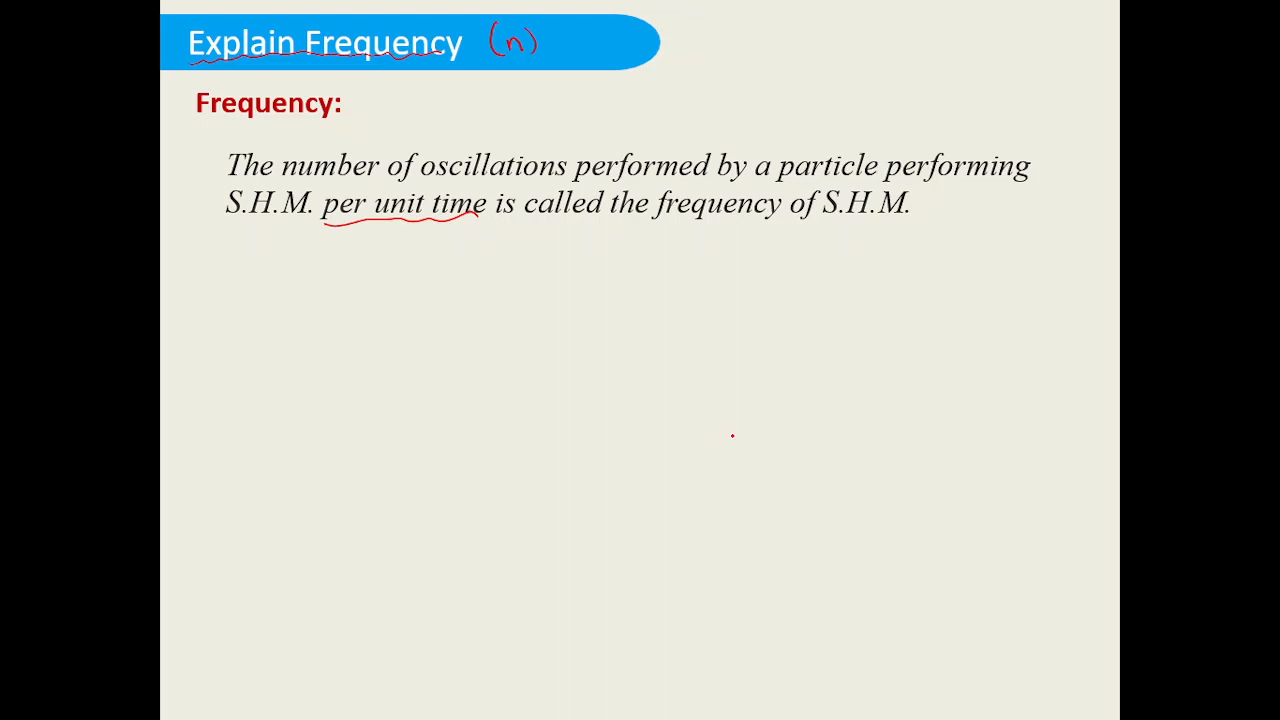 Explain Frequency (n)
Frequency:
The number of oscillations performed by a particle performing
S.H.M. per unit time is called the frequency of S.H.M.